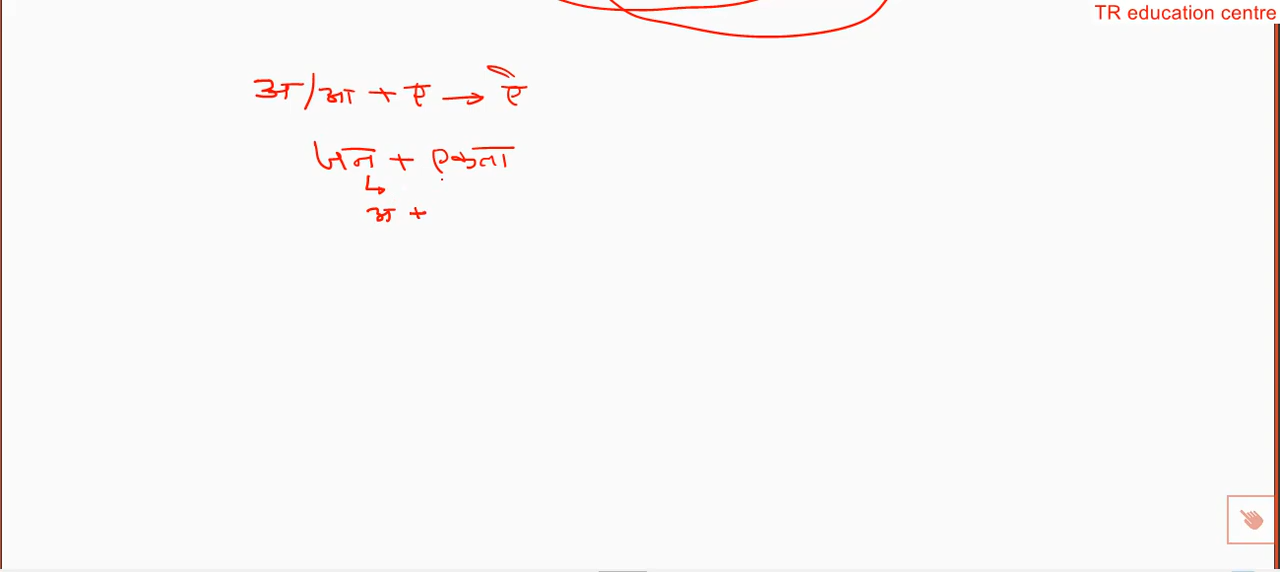 TR education centre
अ/आ + ए → ऐ
जन + एकता
↳
अ +